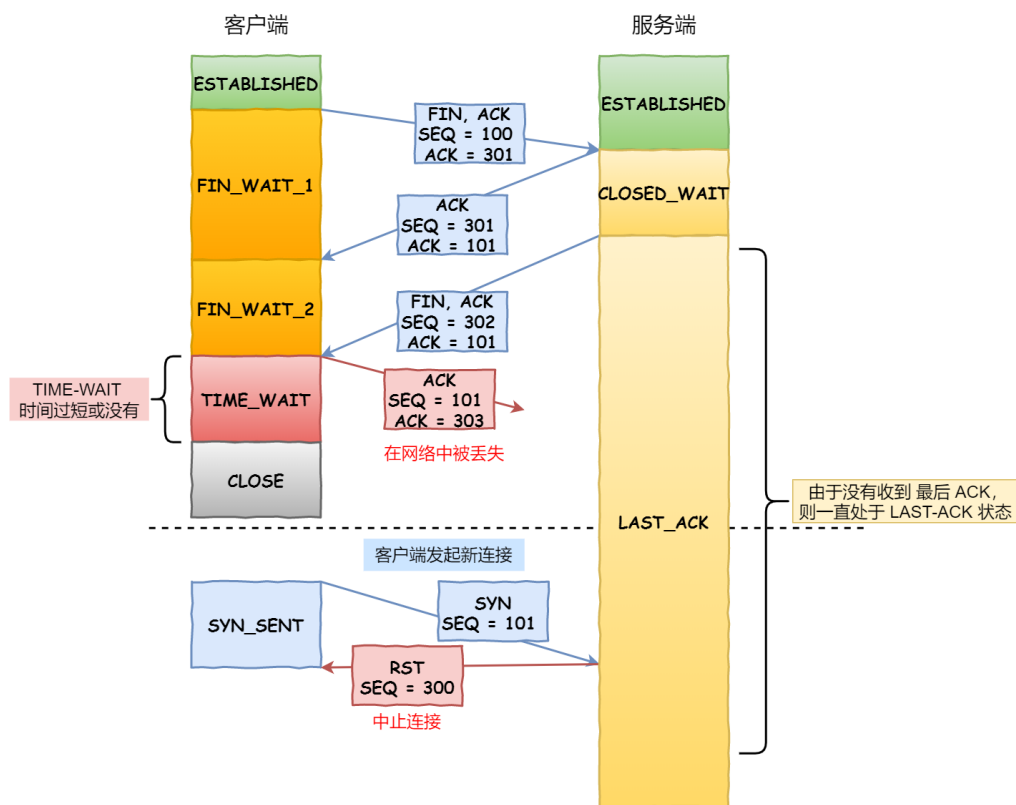 客户端
服务端
ESTABLISHED
ESTABLISHED
FIN, ACK
SEQ = 100
ACK = 301
FIN_WAIT_1
CLOSED_WAIT
ACK
SEQ = 301
ACK = 101
FIN_WAIT_2
FIN, ACK
SEQ = 302
ACK = 101
TIME-WAIT
时间过短或没有
TIME_WAIT
ACK
SEQ = 101
ACK = 303
在网络中被丢失
CLOSE
LAST_ACK
由于没有收到 最后 ACK，
则一直处于 LAST-ACK 状态
客户端发起新连接
SYN_SENT
SYN
SEQ = 101
RST
SEQ = 300
中止连接